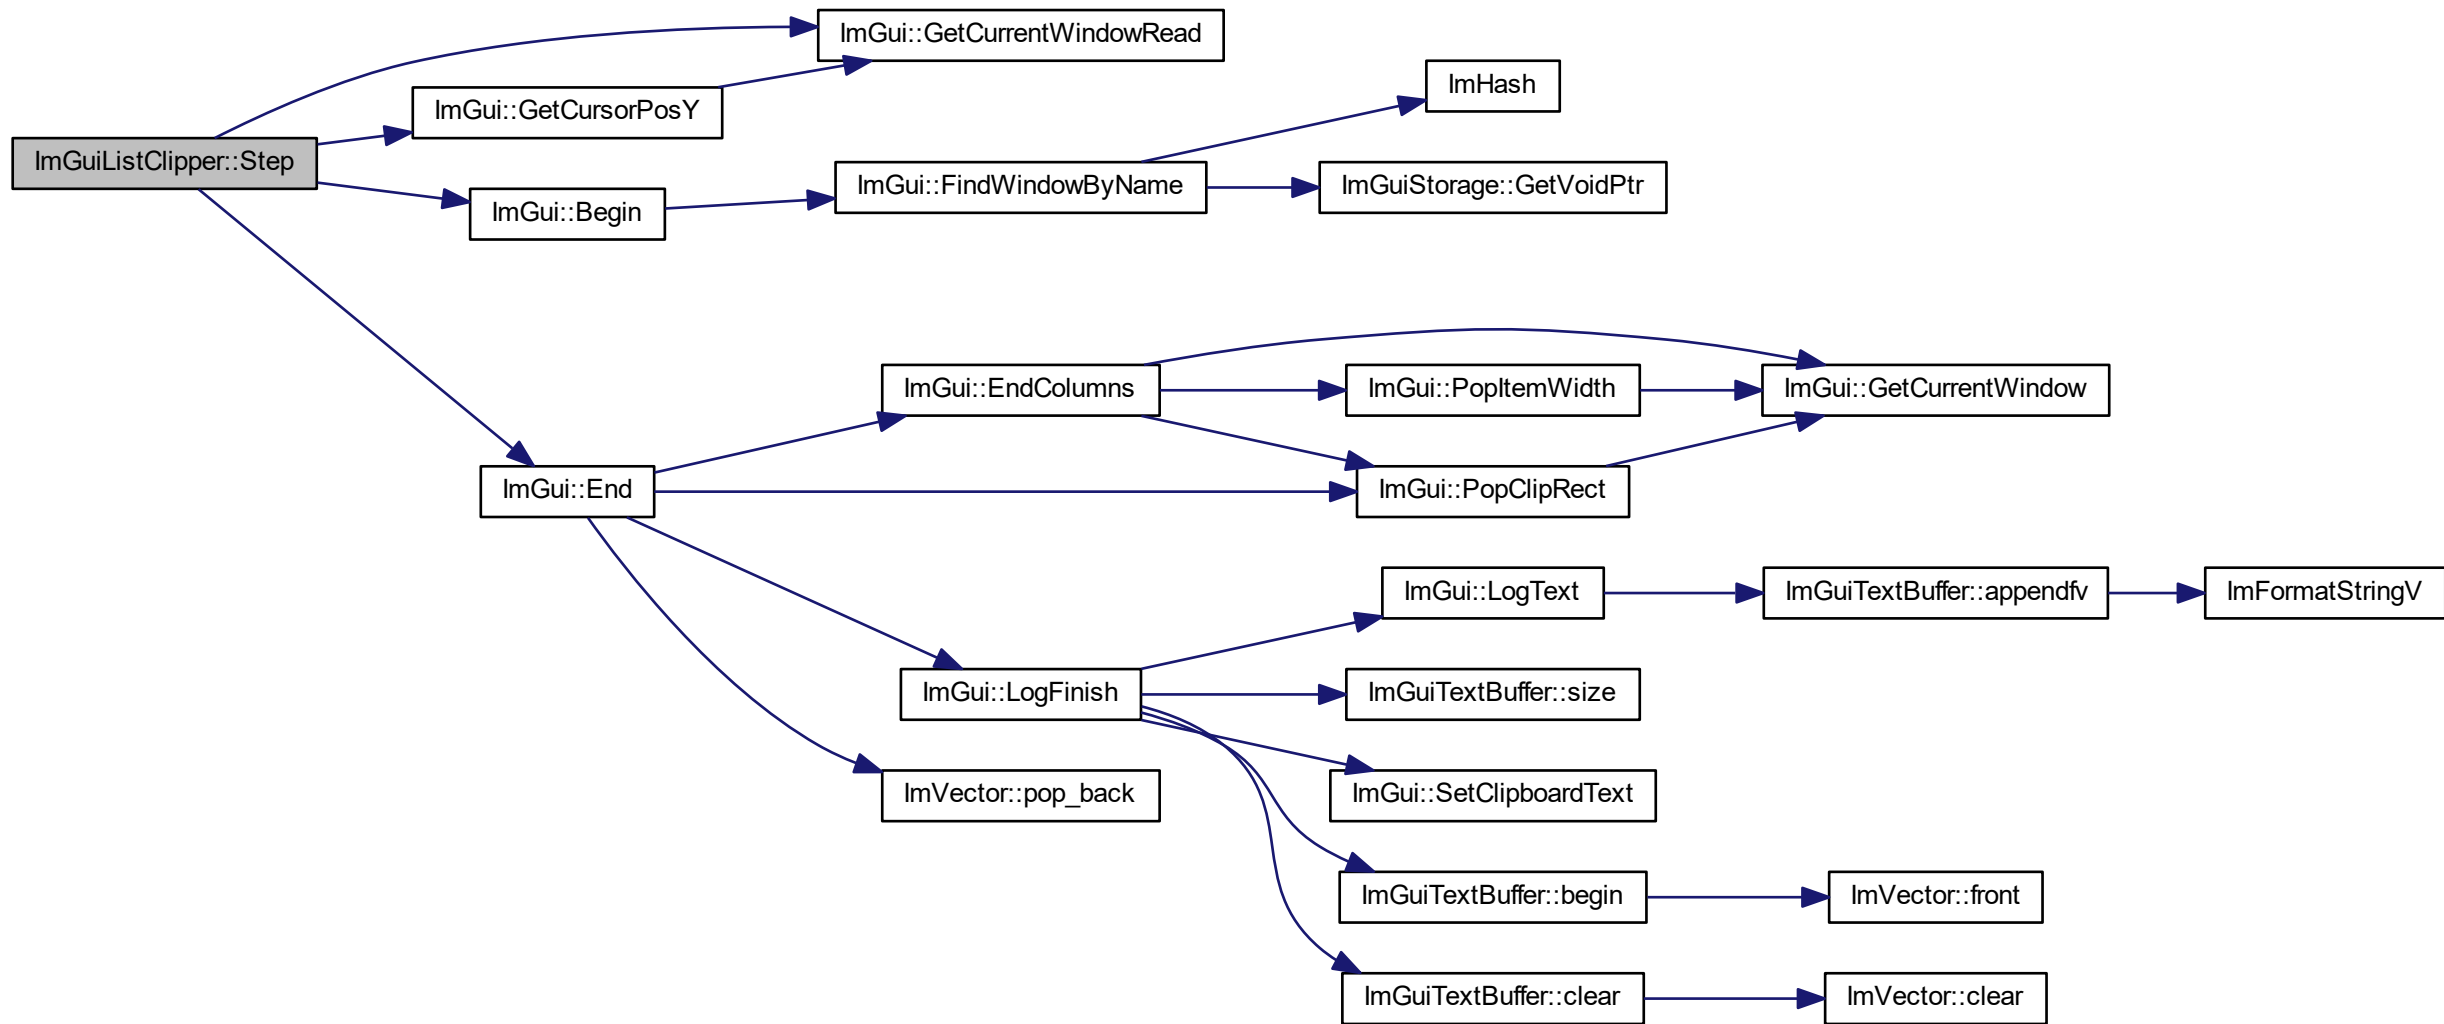 ImGui::GetCurrentWindowRead
ImHash
ImGui::GetCursorPosY
ImGuiListClipper::Step
ImGui::FindWindowByName
ImGuiStorage::GetVoidPtr
ImGui::Begin
ImGui::EndColumns
ImGui::PopItemWidth
ImGui::GetCurrentWindow
ImGui::End
ImGui::PopClipRect
ImGui::LogText
ImGuiTextBuffer::appendfv
ImFormatStringV
ImGui::LogFinish
ImGuiTextBuffer::size
ImVector::pop_back
ImGui::SetClipboardText
ImGuiTextBuffer::begin
ImVector::front
ImGuiTextBuffer::clear
ImVector::clear